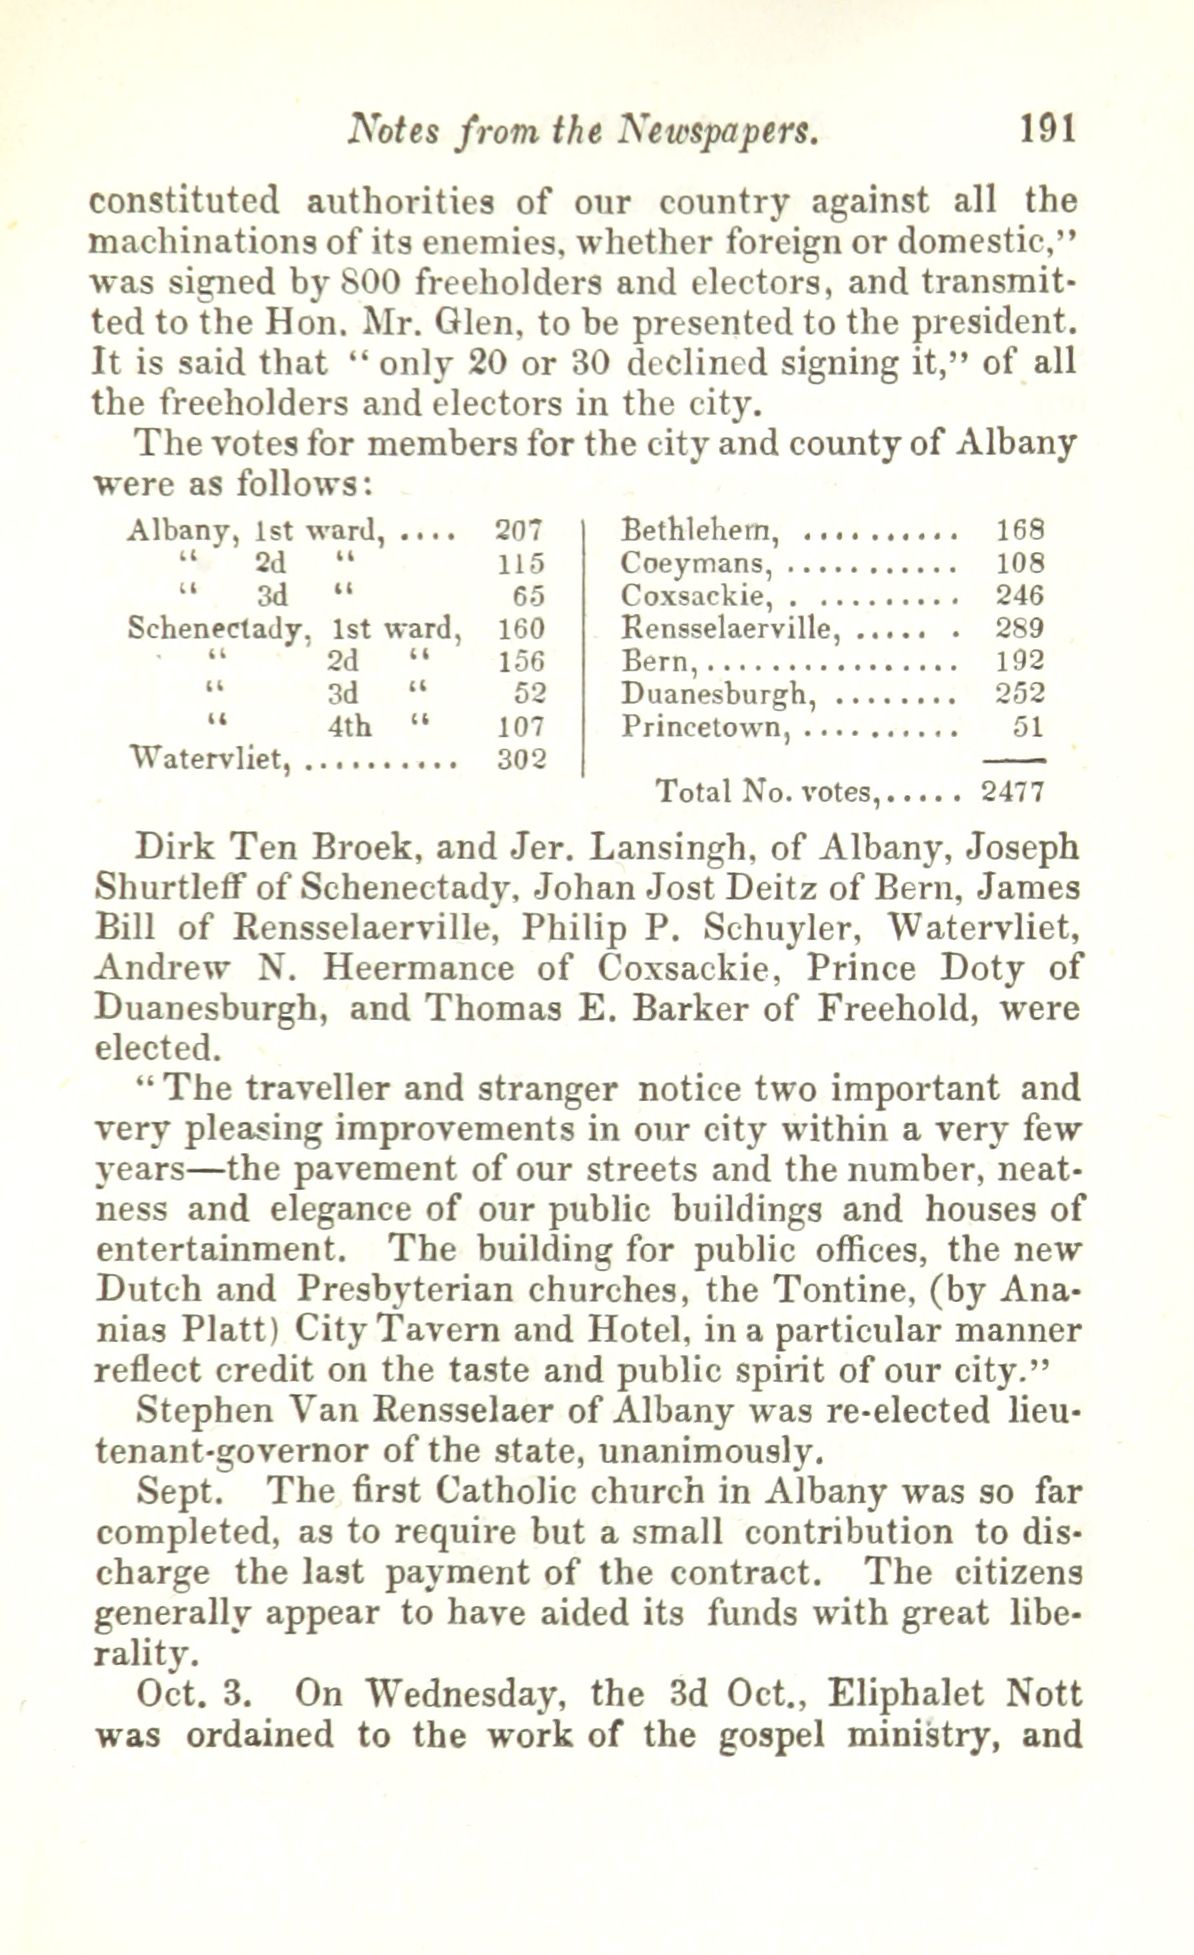 Notes from the Newspapers. 191
constituted authorities of our country against all the
machinations of its enemies, whether foreign or domestic,”
was signed by 800 freeholders and electors, and transmit-
ted to the Hon. Mr. Glen, to be presented to the president.
It is said that “ only 20 or 30 declined signing it,” of all
the freeholders and electors in the city.
The votes for members for the city and county of Albany
were as follows:
Albany, 1st ward, .... 207
“ 2d “ 115
“ 3d “ 65
Schenectady, 1st ward, 160
“ 2d “ 156
“ 3d “ 52
“ 4th “ 107
Watervliet, .......... 302
Bethlehem, .......... 168
Coeymans, ........... 108
Coxsackie, . ......... 246
Rensselaerville, ..... . 289
Bern, ................ 192
Duanesburgh, ........ 252
Princetown, .......... 51
Total No. votes, ..... 2477
Dirk Ten Broek, and Jer. Lansingh, of Albany, Joseph
Shurtleff of Schenectady, Johan Jost Deitz of Bern, James
Bill of Rensselaerville, Philip P. Schuyler, Watervliet,
Andrew N. Heermance of Coxsackie, Prince Doty of
Duanesburgh, and Thomas E. Barker of Freehold, were
elected.
“ The traveller and stranger notice two important and
very pleasing improvements in our city within a very few
years—the pavement of our streets and the number, neat-
ness and elegance of our public buildings and houses of
entertainment. The building for public offices, the new
Dutch and Presbyterian churches, the Tontine, (by Ana-
nias Platt) City Tavern and Hotel, in a particular manner
reflect credit on the taste and public spirit of our city.”
Stephen Van Rensselaer of Albany was re-elected lieu-
tenant-governor of the state, unanimously.
Sept. The first Catholic church in Albany was so far
completed, as to require but a small contribution to dis-
charge the last payment of the contract. The citizens
generally appear to have aided its funds with great libe-
rality.
Oct. 3. On Wednesday, the 3d Oct., Eliphalet Nott
was ordained to the work of the gospel ministry, and